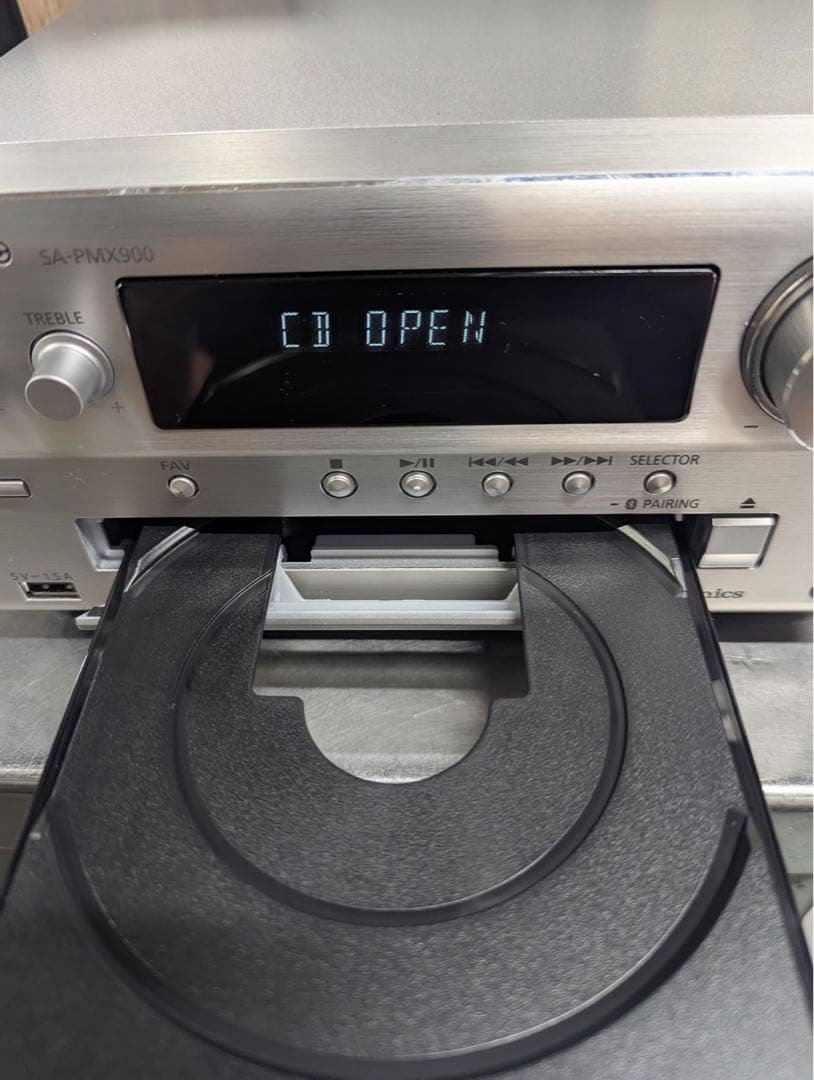 SA-PMX900
TREBLE
CD OPEN
+
−
FAV
■ ▶/❙❙ |◀◀/◀◀ ▶▶/▶▶| SELECTOR
– PAIRING ⏏
5V⎓1.5A